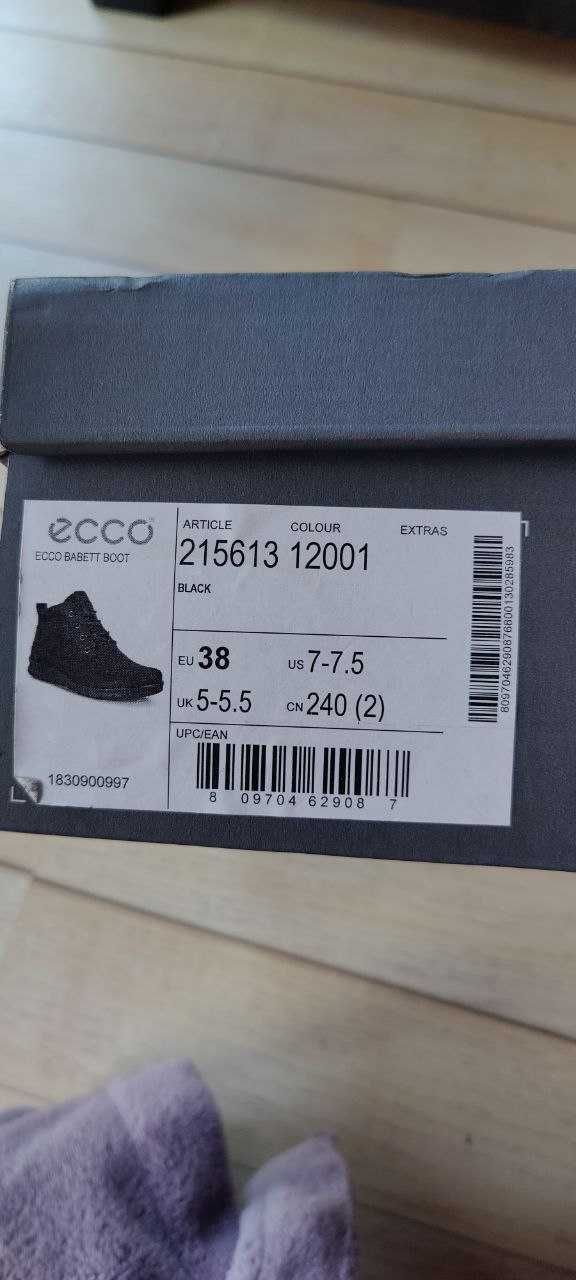 ecco
ECCO BABETT BOOT
ARTICLE COLOUR EXTRAS
215613 12001
BLACK
EU 38 US 7-7.5
UK 5-5.5 CN 240 (2)
UPC/EAN
8 09704 62908 7
1830900997
8097046290876800130285983